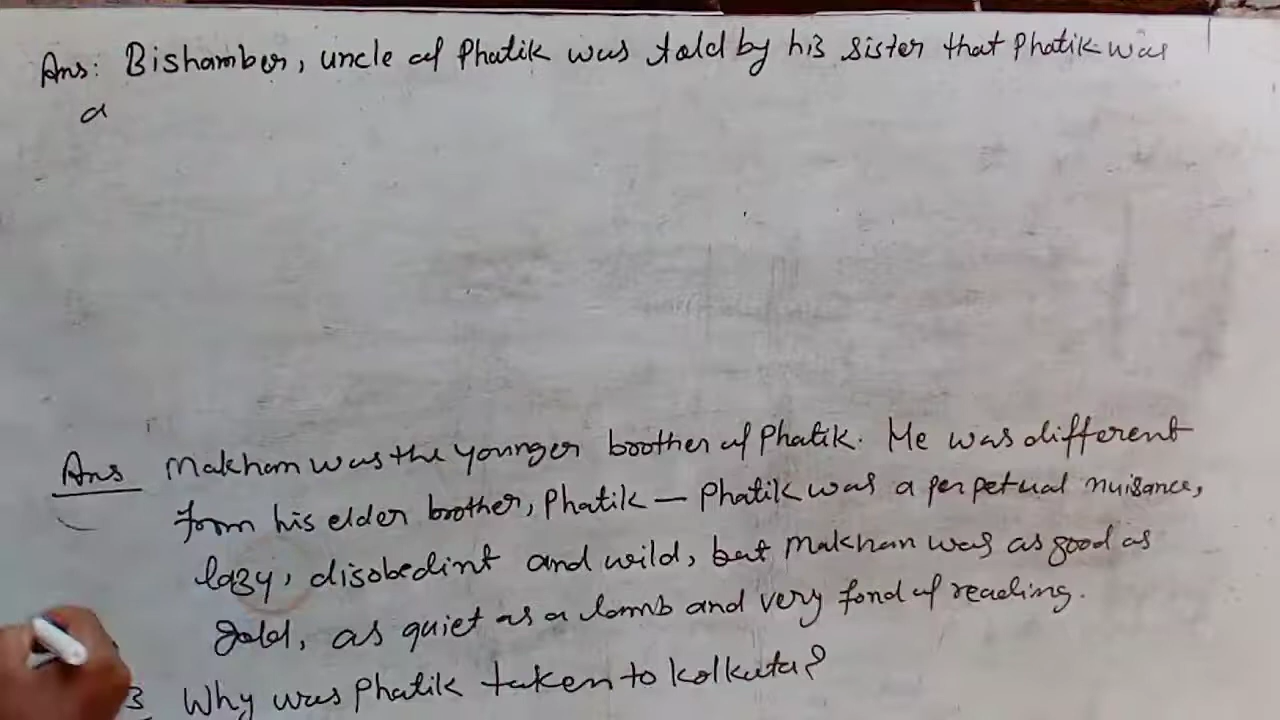 Ans: Bishamber, uncle of Phatik was told by his sister that Phatik was
a
Ans Makhan was the younger boother of Phatik. He was different
from his elder brother, Phatik — Phatik was a perpetual nuisance,
lazy, disobedint and wild, but Makhan was as good as
gold, as quiet as a lamb and very fond of reading.
3 Why was Phatik taken to Kolkata?